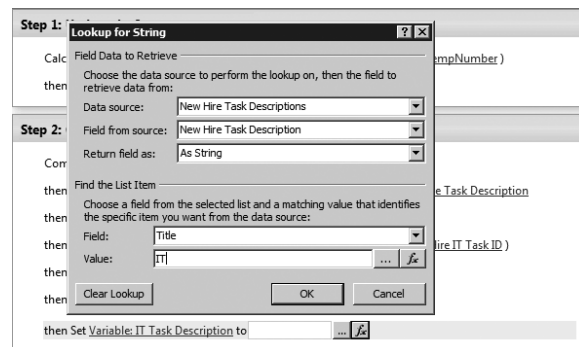 Step 1:
Lookup for String
Calc
Field Data to Retrieve
Choose the data source to perform the lookup on, then the field to
retrieve data from:
empNumber )
then
Data source: New Hire Task Descriptions
Field from source: New Hire Task Description
Step 2:
Return field as: As String
Com
Find the List Item
then
e Task Description
Choose a field from the selected list and a matching value that identifies
the specific item you want from the data source:
then
Field: Title
then
ire IT Task ID )
Value: IT ... fx
then
then
Clear Lookup OK Cancel
then Set Variable: IT Task Description to ... fx